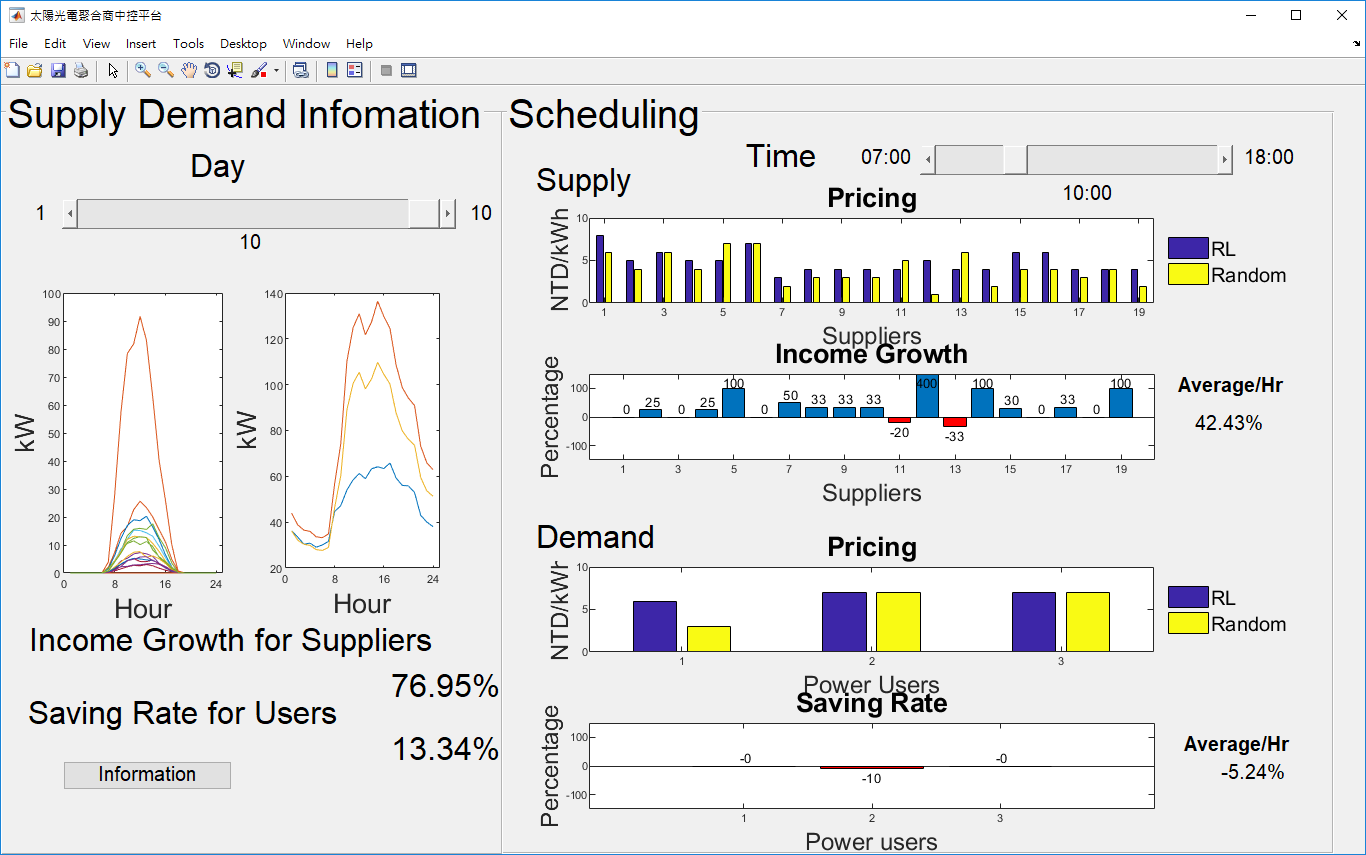 太陽光電聚合商中控平台
File Edit View Insert Tools Desktop Window Help
Supply Demand Infomation
Day
1 10
10
100
90
80
70
60
50
40
30
20
10
0
kW
0 8 16 24
Hour
140
120
100
80
60
40
20
kW
0 8 16 24
Hour
Income Growth for Suppliers
76.95%
Saving Rate for Users
13.34%
Information
Scheduling
Time 07:00 18:00
10:00
Supply
Pricing
NTD/kWh
10
5
0
1 3 5 7 9 11 13 15 17 19
Suppliers
RL
Random
Income Growth
Percentage
100
0
-100
0 25 0 25 100 0 50 33 33 33 -20 400 -33 100 30 0 33 0 100
1 3 5 7 9 11 13 15 17 19
Suppliers
Average/Hr
42.43%
Demand
Pricing
NTD/kWh
10
5
0
1 2 3
Power Users
RL
Random
Saving Rate
Percentage
100
0
-100
-0 -10 -0
1 2 3
Power users
Average/Hr
-5.24%